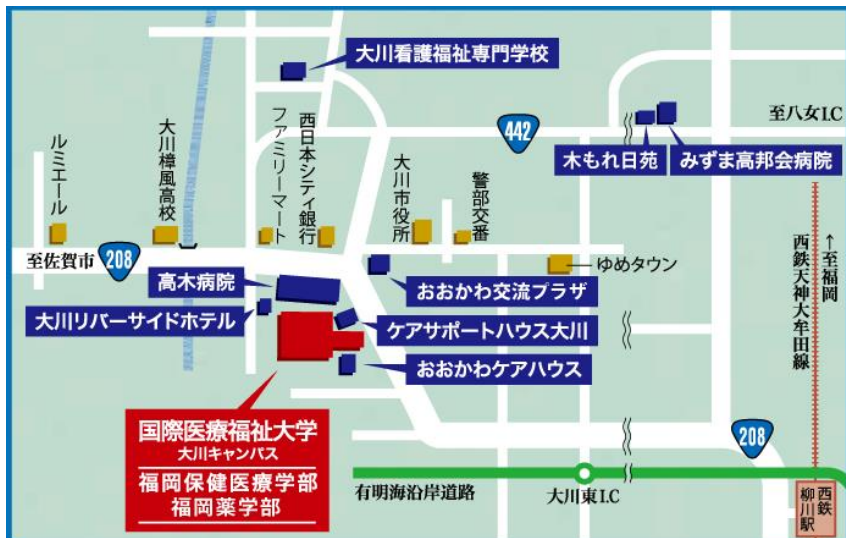 大川看護福祉専門学校
442
至八女I.C
木もれ日苑
みずま高邦会病院
ルミエール
大川樟風高校
ファミリーマート
西日本シティ銀行
大川市役所
警部交番
ゆめタウン
至佐賀市
208
高木病院
おおかわ交流プラザ
大川リバーサイドホテル
ケアサポートハウス大川
おおかわケアハウス
↑至福岡
西鉄天神大牟田線
国際医療福祉大学
大川キャンパス
福岡保健医療学部
福岡薬学部
208
有明海沿岸道路
大川東I.C
西鉄
柳川駅